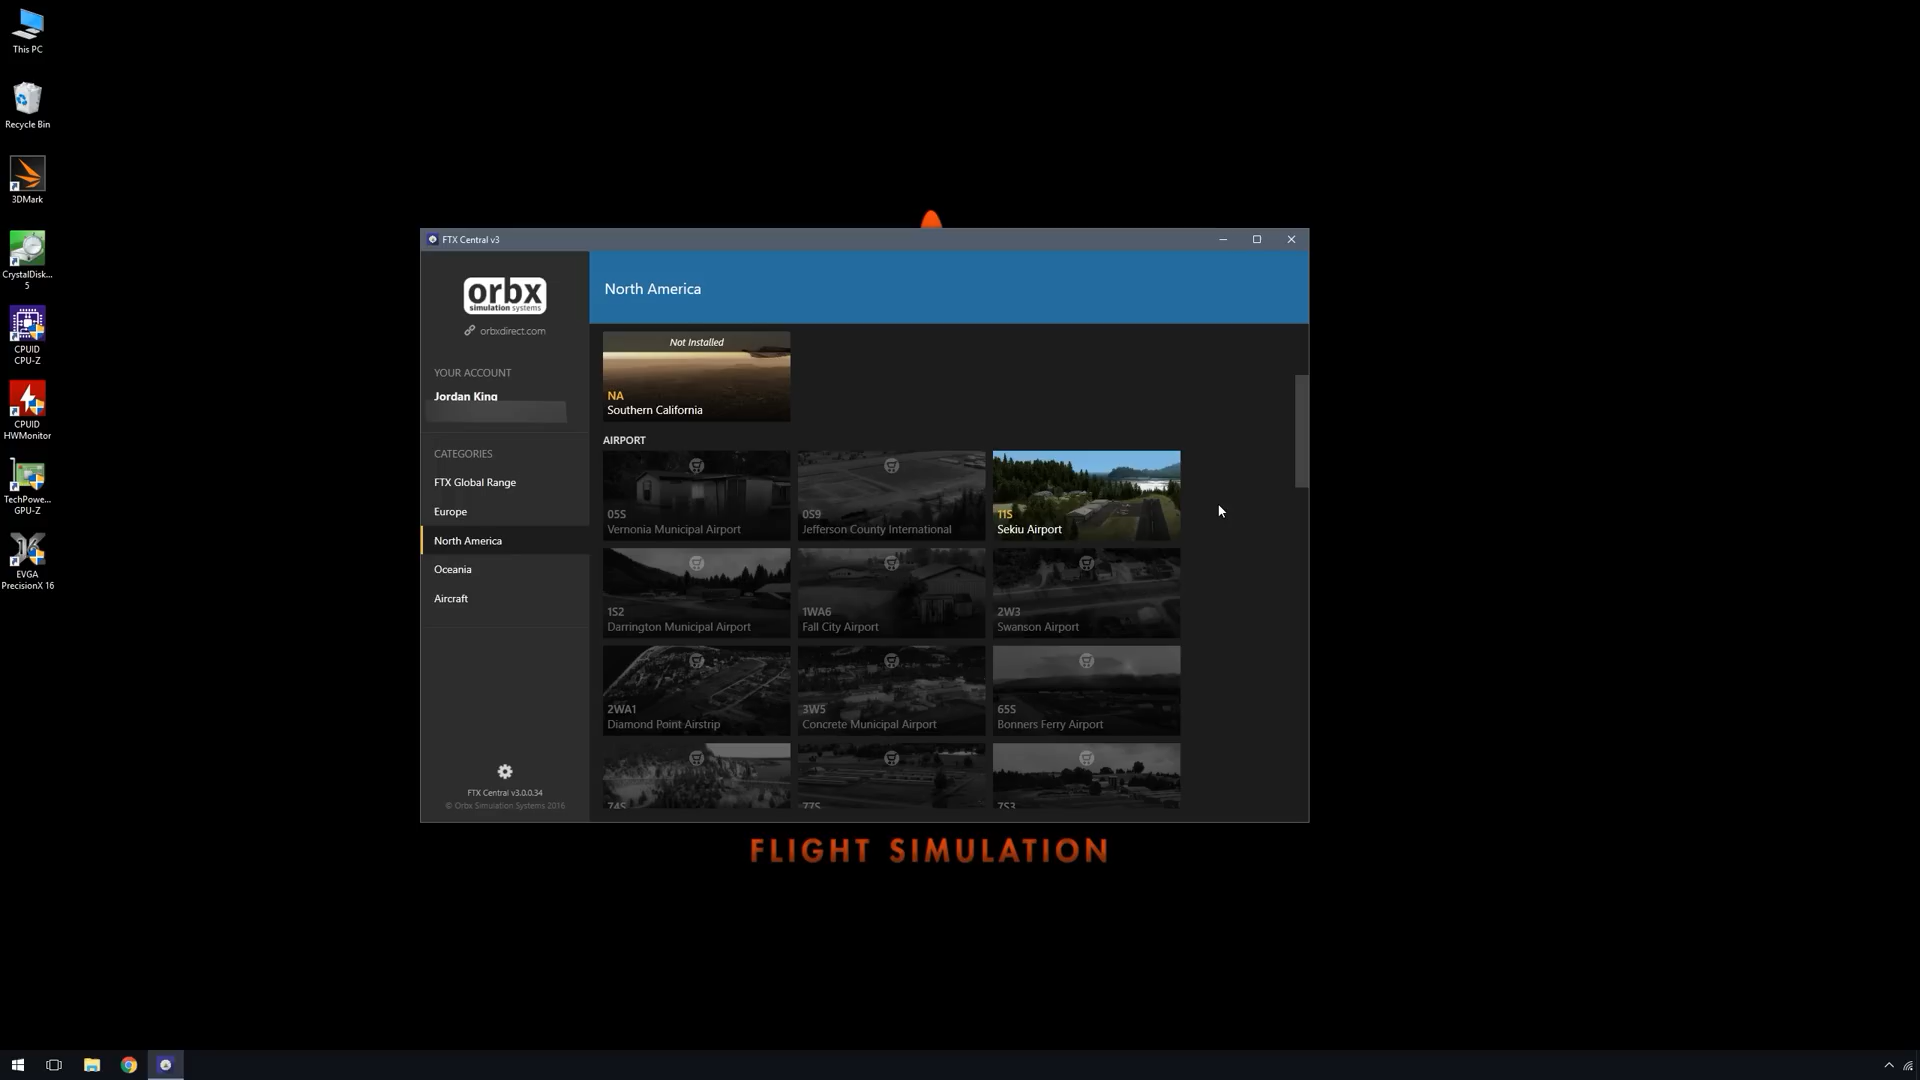 This PC
Recycle Bin
3DMark
CrystalDisk...
5
CPUID
CPU-Z
CPUID
HWMonitor
TechPowe...
GPU-Z
EVGA
PrecisionX 16
FTX Central v3
orbx
simulation systems
orbxdirect.com
YOUR ACCOUNT
Jordan King
CATEGORIES
FTX Global Range
Europe
North America
Oceania
Aircraft
FTX Central v3.0.0.34
© Orbx Simulation Systems 2016
North America
Not Installed
NA
Southern California
AIRPORT
05S
Vernonia Municipal Airport
0S9
Jefferson County International
11S
Sekiu Airport
1S2
Darrington Municipal Airport
1WA6
Fall City Airport
2W3
Swanson Airport
2WA1
Diamond Point Airstrip
3W5
Concrete Municipal Airport
65S
Bonners Ferry Airport
74S
77S
7S3
FLIGHT SIMULATION